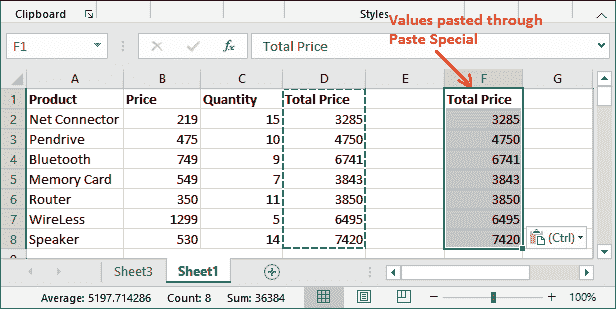 Clipboard Styles
Values pasted through
Paste Special
F1 fx Total Price
A B C D E F G
1 Product Price Quantity Total Price Total Price
2 Net Connector 219 15 3285 3285
3 Pendrive 475 10 4750 4750
4 Bluetooth 749 9 6741 6741
5 Memory Card 549 7 3843 3843
6 Router 350 11 3850 3850
7 WireLess 1299 5 6495 6495
8 Speaker 530 14 7420 7420
(Ctrl)
Sheet3 Sheet1
Average: 5197.714286 Count: 8 Sum: 36384 100%